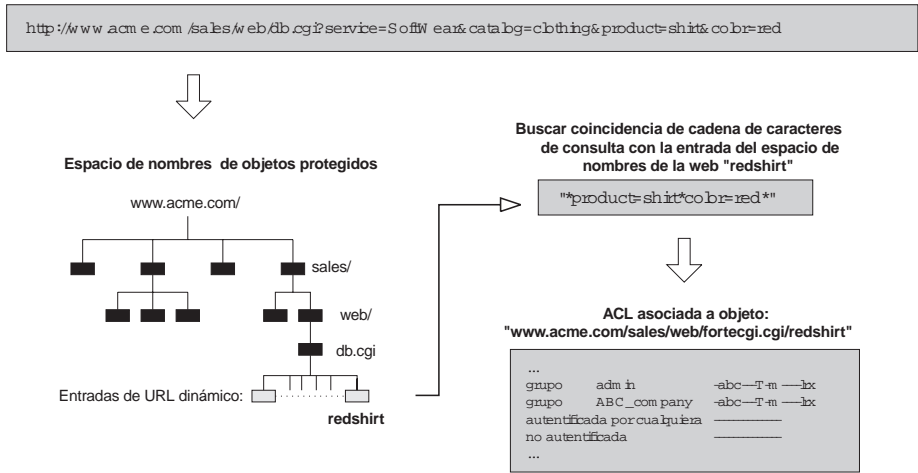 http://www.acme.com/sales/web/db.cgi?service=SoftWear&catalog=clothing&product=shirt&color=red
Espacio de nombres de objetos protegidos
www.acme.com/
sales/
web/
db.cgi
Entradas de URL dinámico:
redshirt
Buscar coincidencia de cadena de caracteres
de consulta con la entrada del espacio de
nombres de la web "redshirt"
"*product=shirt*color=red*"
ACL asociada a objeto:
"www.acme.com/sales/web/fortecgi.cgi/redshirt"
...
grupo admin -abc---T-m----lrx
grupo ABC_company -abc---T-m----lrx
autentificada por cualquiera --------------
no autentificada --------------
...